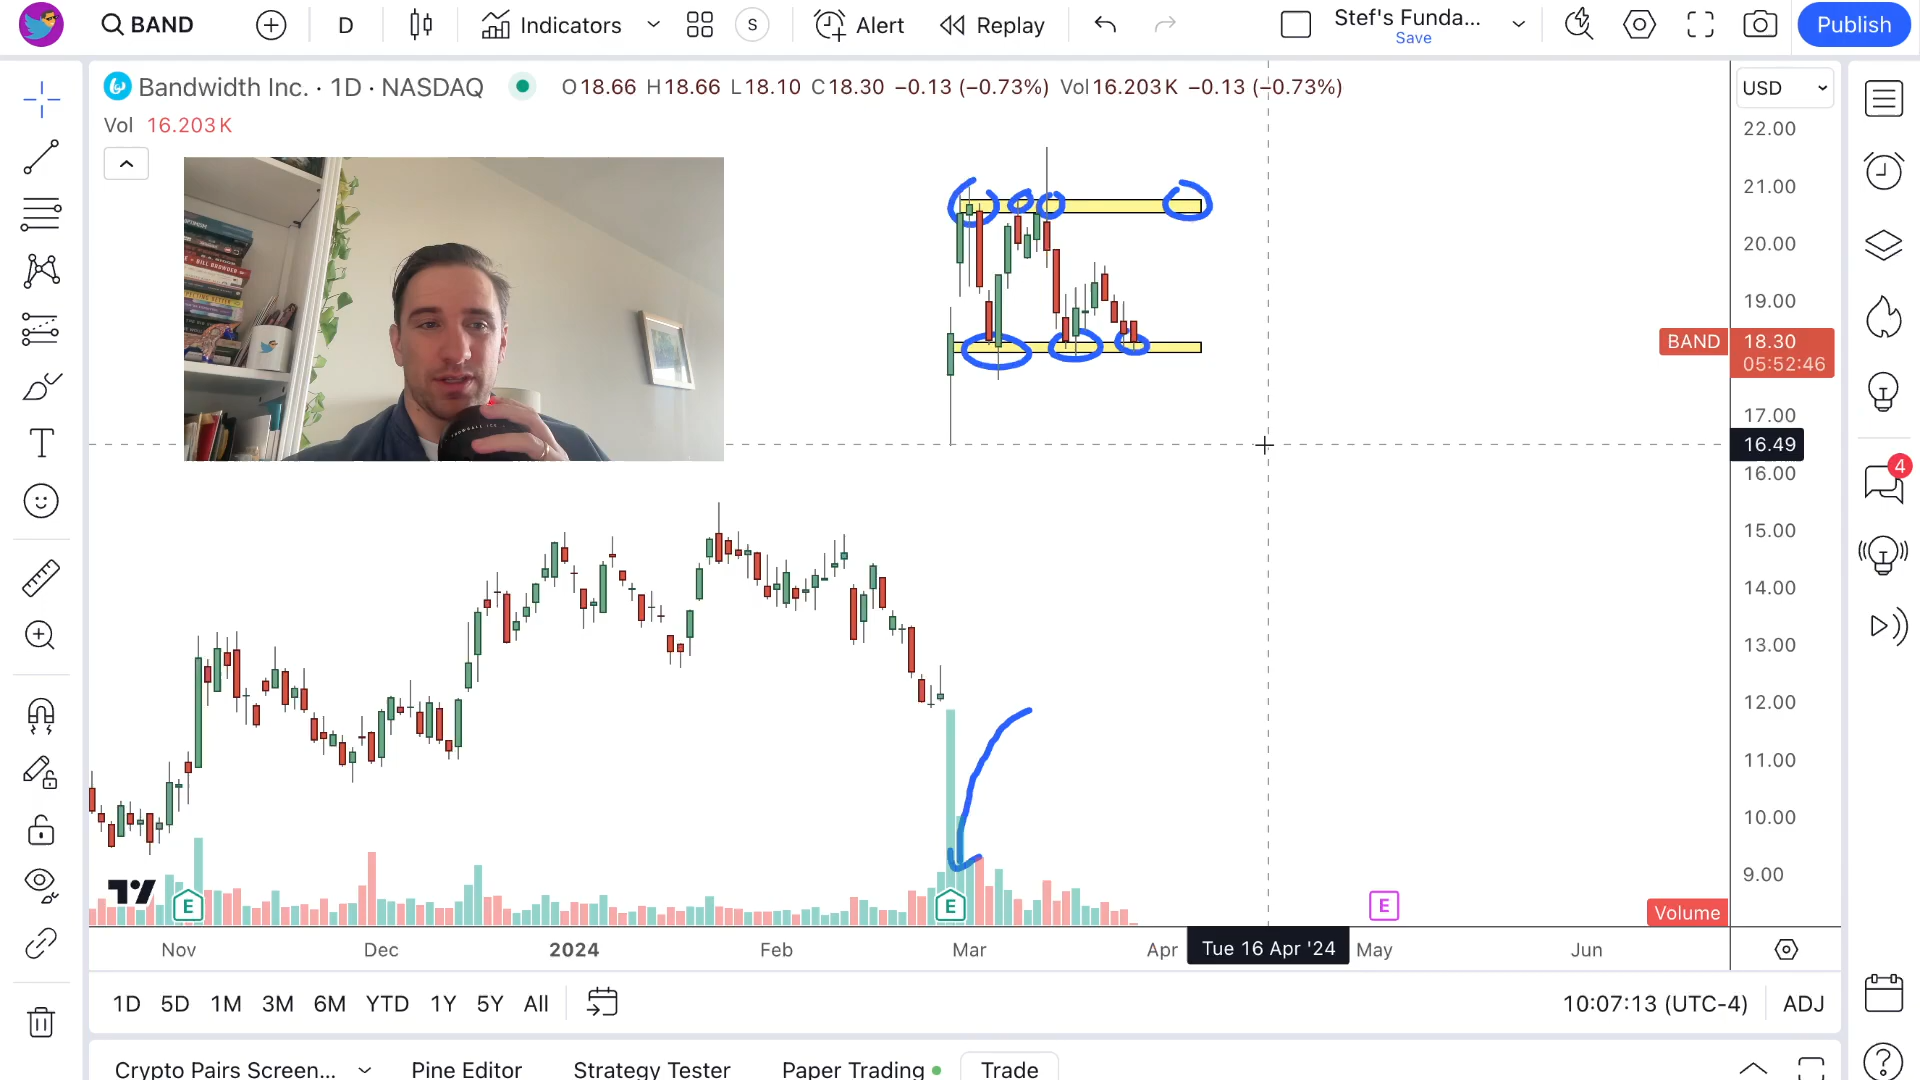 BAND
D
Indicators
S
Alert
Replay
Stef's Funda...
Save
Publish
Bandwidth Inc. · 1D · NASDAQ
O18.66 H18.66 L18.10 C18.30 −0.13 (−0.73%) Vol16.203K −0.13 (−0.73%)
USD
Vol 16.203K
22.00
21.00
20.00
19.00
BAND 18.30
05:52:46
17.00
16.49
16.00
15.00
14.00
13.00
12.00
11.00
10.00
9.00
4
BILL BROWDER
E
E
E
Volume
Nov
Dec
2024
Feb
Mar
Apr
Tue 16 Apr '24
May
Jun
1D
5D
1M
3M
6M
YTD
1Y
5Y
All
10:07:13 (UTC-4)
ADJ
Crypto Pairs Screen...
Pine Editor
Strategy Tester
Paper Trading
Trade